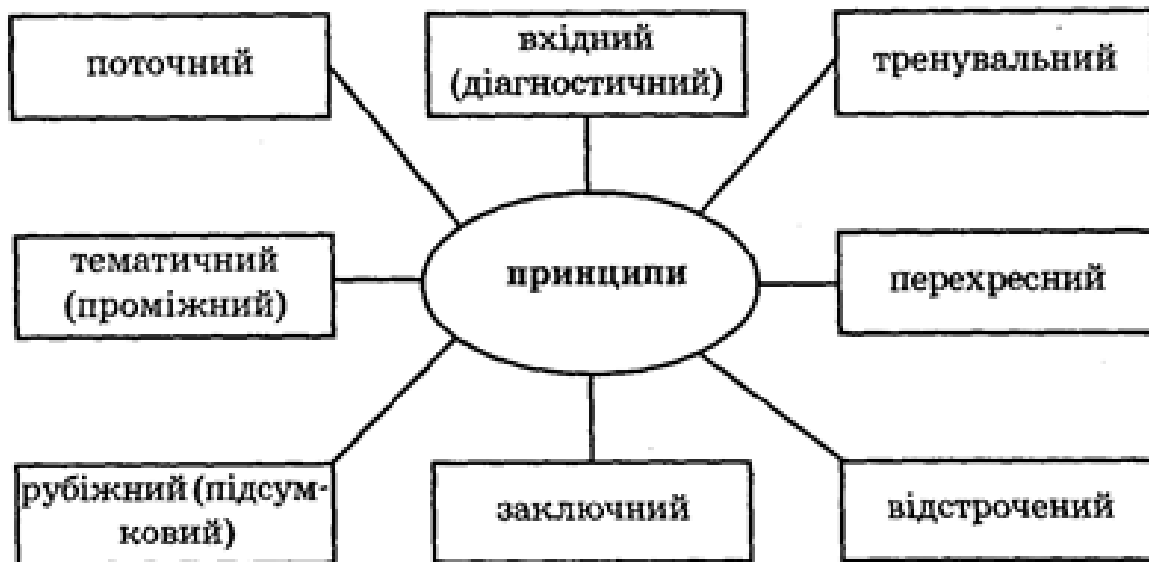 поточний
вхідний
(діагностичний)
тренувальний
тематичний
(проміжний)
принципи
перехресний
рубіжний (підсум-
ковий)
заключний
відстрочений